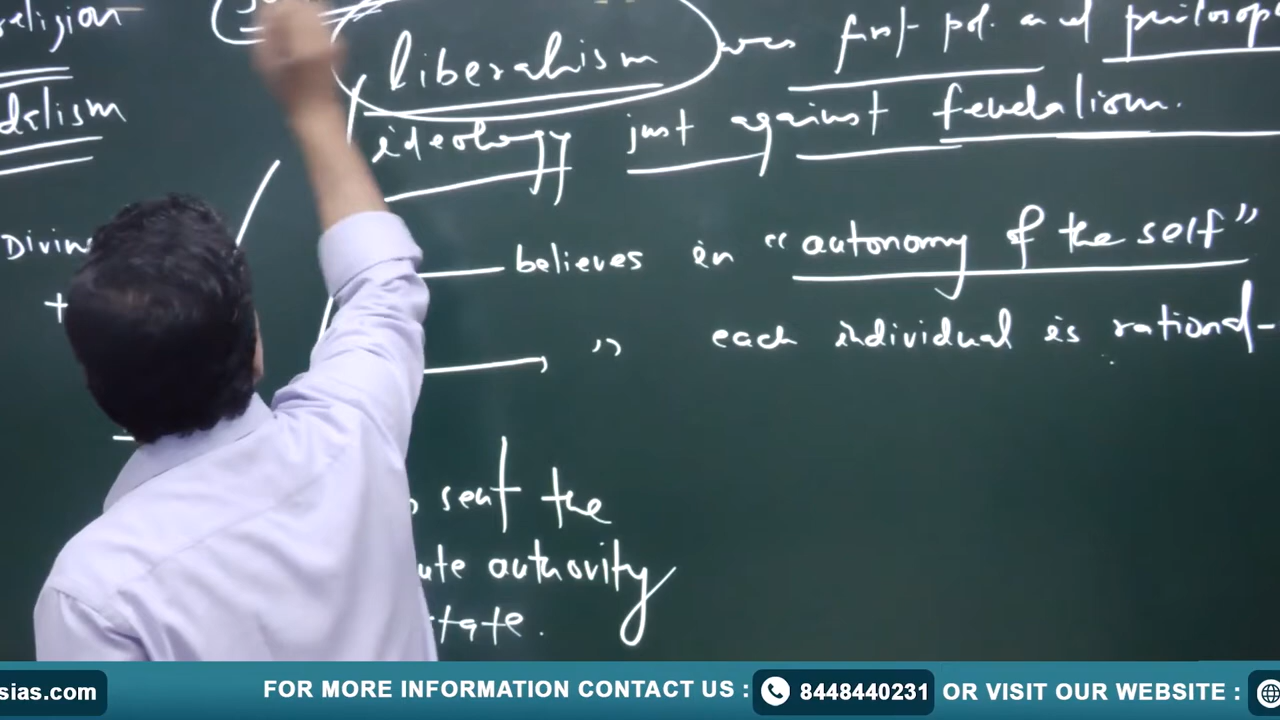 religion
liberalism was first pol. and philosop
delism
ideology just against feudalism.
Divin believes in "autonomy of the self"
+
" each individual is rational-
sent the
ute authority
state.
sias.com
FOR MORE INFORMATION CONTACT US : 8448440231 OR VISIT OUR WEBSITE :